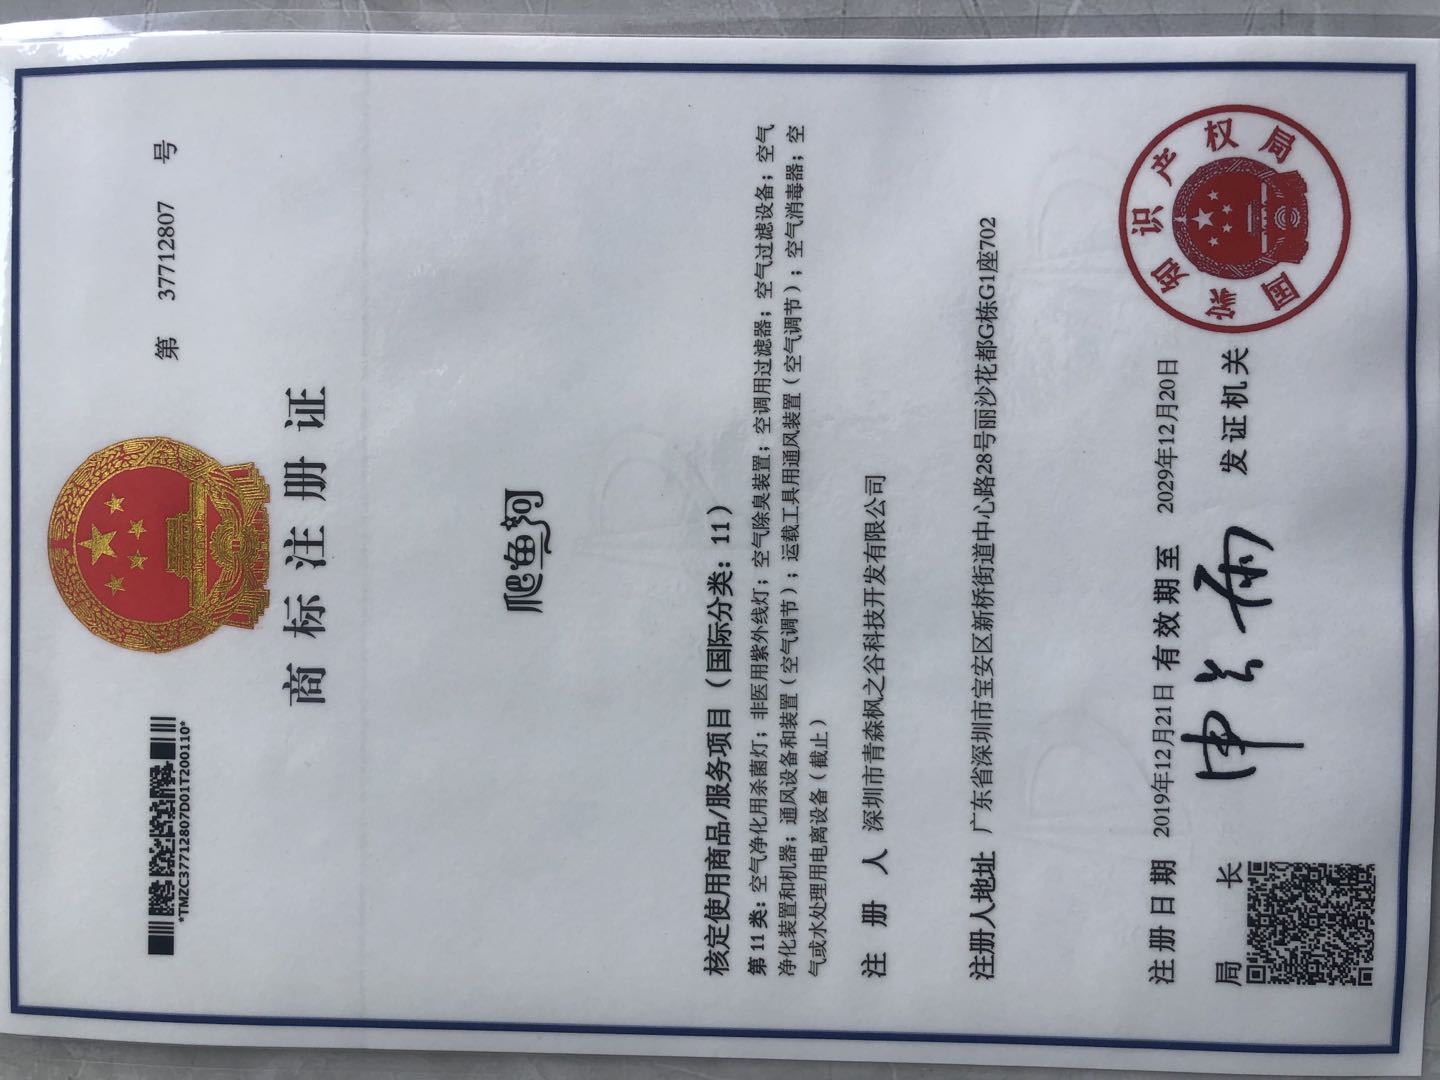 *TMZC37712807D01T200110*
第 37712807 号
商标注册证
爬鱼河
核定使用商品/服务项目（国际分类：11）
第11类：空气净化用杀菌灯；非医用紫外线灯；空气除臭装置；空调用过滤器；空气过滤设备；空气
净化装置和机器；通风设备和装置（空气调节）；运载工具用通风装置（空气调节）；空气消毒器；空
气或水处理用电离设备（截止）
注册人 深圳市青森枫之谷科技开发有限公司
注册人地址 广东省深圳市宝安区新桥街道中心路28号丽沙花都G栋G1座702
注册日期 2019年12月21日 有效期至 2029年12月20日
局长 申长雨 发证机关
国家知识产权局